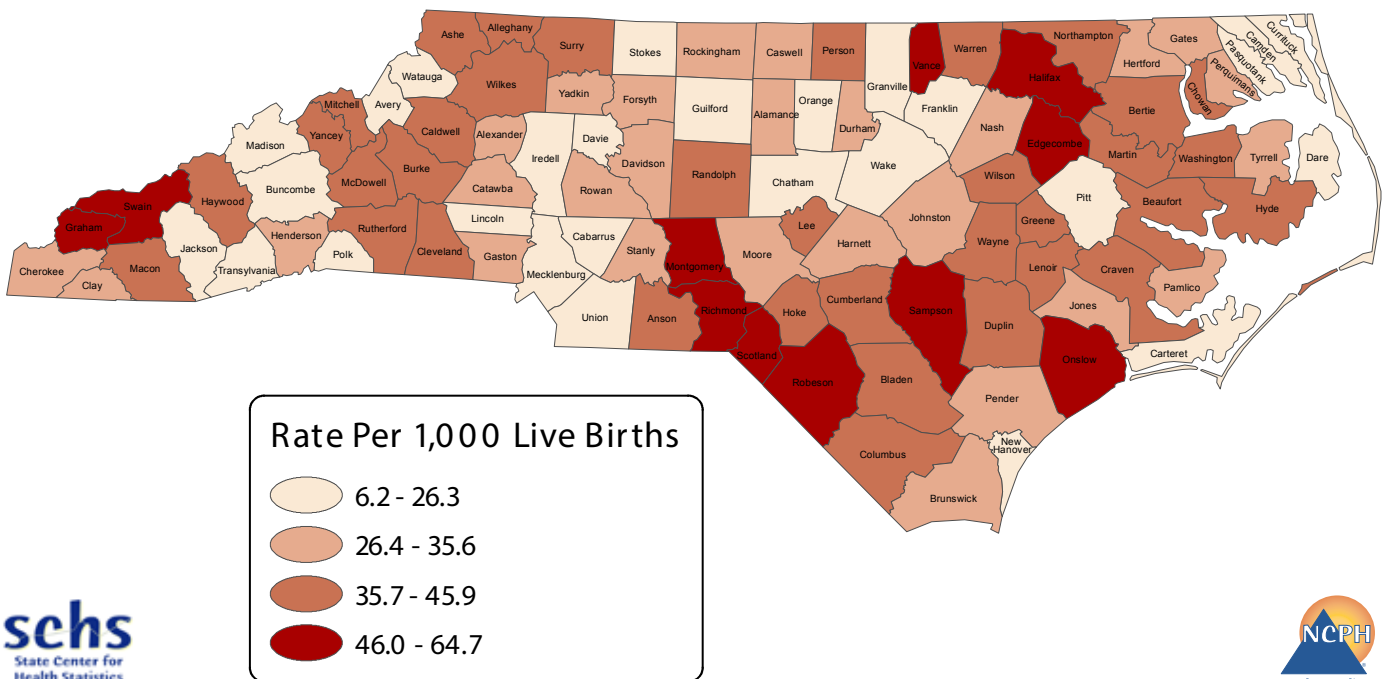 Ashe
Alleghany
Surry
Stokes
Rockingham
Caswell
Person
Granville
Vance
Warren
Northampton
Halifax
Hertford
Gates
Currituck
Camden
Pasquotank
Perquimans
Chowan
Bertie
Watauga
Wilkes
Yadkin
Forsyth
Guilford
Alamance
Orange
Durham
Franklin
Nash
Edgecombe
Martin
Washington
Tyrrell
Dare
Mitchell
Avery
Yancey
Caldwell
Alexander
Iredell
Davie
Davidson
Randolph
Chatham
Wake
Wilson
Pitt
Beaufort
Hyde
Madison
Buncombe
McDowell
Burke
Catawba
Rowan
Johnston
Greene
Swain
Haywood
Graham
Jackson
Henderson
Rutherford
Cleveland
Lincoln
Gaston
Cabarrus
Stanly
Montgomery
Moore
Lee
Harnett
Wayne
Lenoir
Craven
Pamlico
Cherokee
Clay
Macon
Transylvania
Polk
Mecklenburg
Union
Anson
Richmond
Scotland
Hoke
Cumberland
Sampson
Duplin
Jones
Onslow
Carteret
Robeson
Bladen
Pender
Columbus
New
Hanover
Brunswick
Rate Per 1,000 Live Births
6.2 - 26.3
26.4 - 35.6
35.7 - 45.9
46.0 - 64.7
schs
State Center for
Health Statistics
NCPH